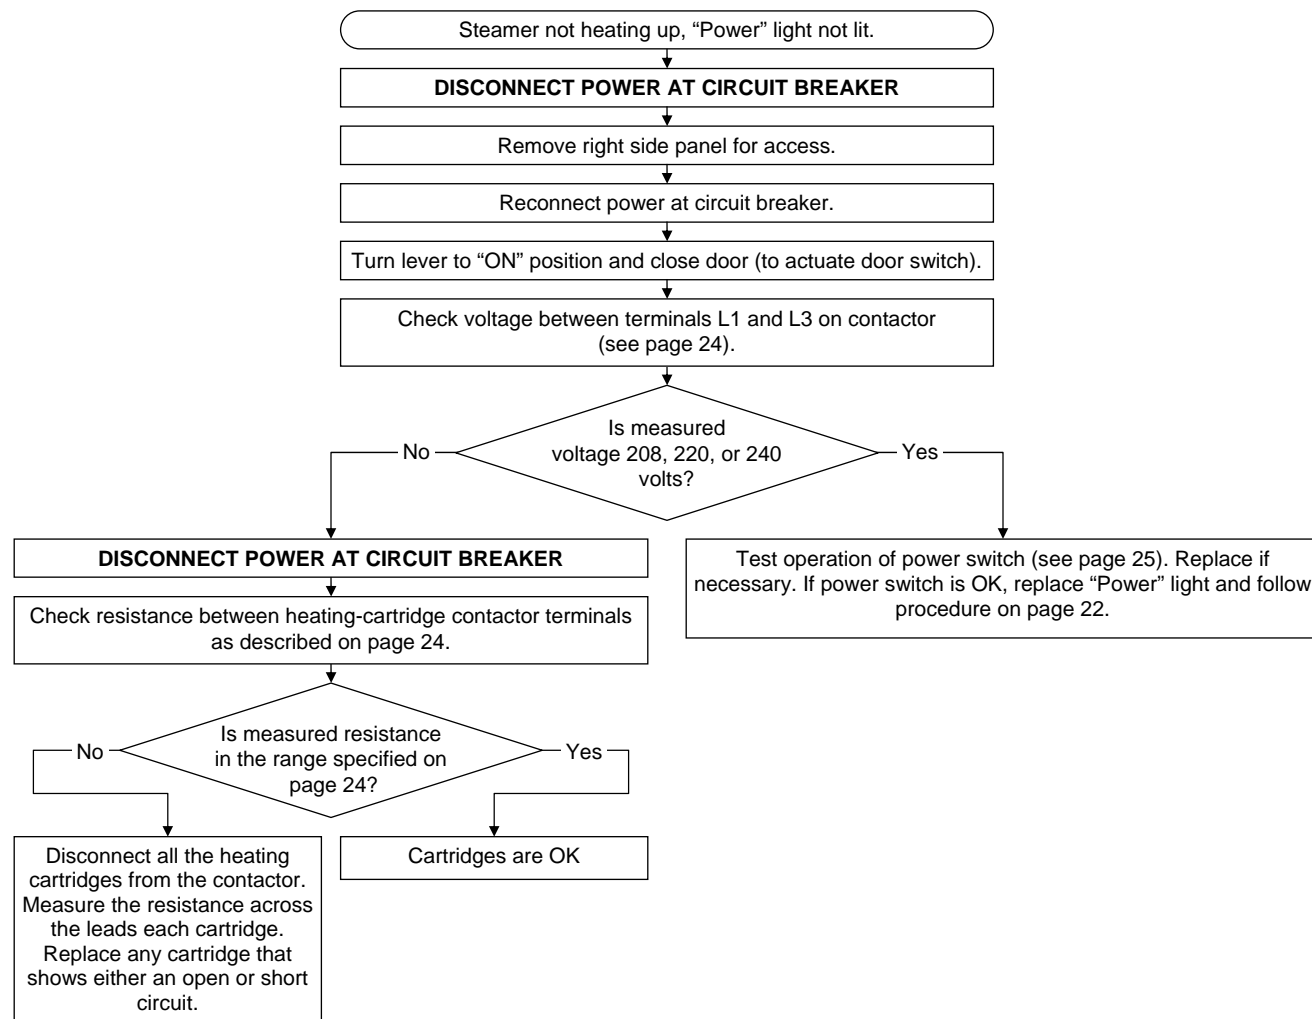 Steamer not heating up, “Power” light not lit.
DISCONNECT POWER AT CIRCUIT BREAKER
Remove right side panel for access.
Reconnect power at circuit breaker.
Turn lever to “ON” position and close door (to actuate door switch).
Check voltage between terminals L1 and L3 on contactor
(see page 24).
Is measured
voltage 208, 220, or 240
volts?
No
Yes
DISCONNECT POWER AT CIRCUIT BREAKER
Check resistance between heating-cartridge contactor terminals
as described on page 24.
Test operation of power switch (see page 25). Replace if
necessary. If power switch is OK, replace “Power” light and follow
procedure on page 22.
Is measured resistance
in the range specified on
page 24?
No
Yes
Disconnect all the heating
cartridges from the contactor.
Measure the resistance across
the leads each cartridge.
Replace any cartridge that
shows either an open or short
circuit.
Cartridges are OK